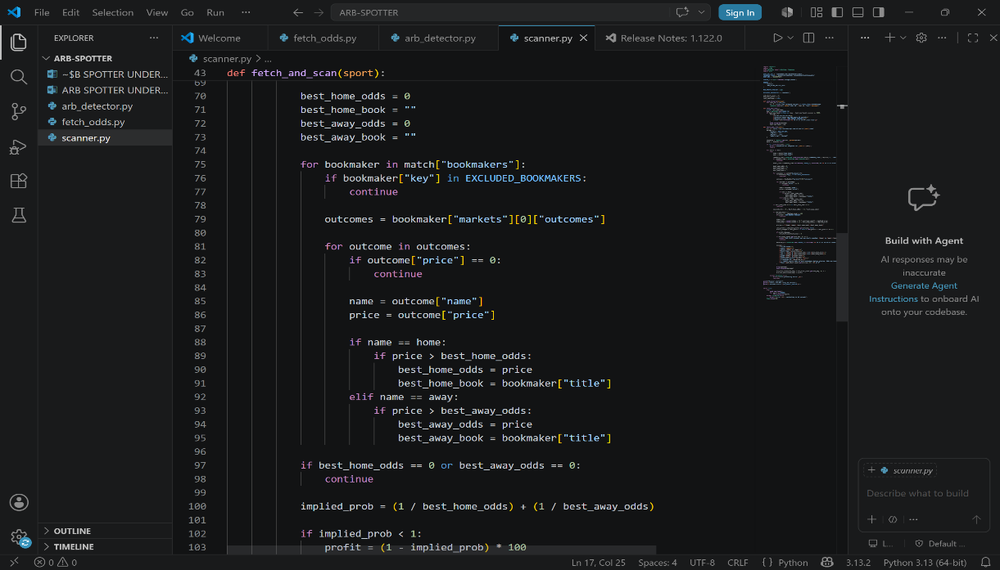 File Edit Selection View Go Run ... ARB-SPOTTER Sign In
EXPLORER ...
Welcome fetch_odds.py arb_detector.py scanner.py Release Notes: 1.122.0
ARB-SPOTTER
~$B SPOTTER UNDER...
ARB SPOTTER UNDER...
arb_detector.py
fetch_odds.py
scanner.py
OUTLINE
TIMELINE
scanner.py > ...
43 def fetch_and_scan(sport):
69
70 best_home_odds = 0
71 best_home_book = ""
72 best_away_odds = 0
73 best_away_book = ""
74
75 for bookmaker in match["bookmakers"]:
76 if bookmaker["key"] in EXCLUDED_BOOKMAKERS:
77 continue
78
79 outcomes = bookmaker["markets"][0]["outcomes"]
80
81 for outcome in outcomes:
82 if outcome["price"] == 0:
83 continue
84
85 name = outcome["name"]
86 price = outcome["price"]
87
88 if name == home:
89 if price > best_home_odds:
90 best_home_odds = price
91 best_home_book = bookmaker["title"]
92 elif name == away:
93 if price > best_away_odds:
94 best_away_odds = price
95 best_away_book = bookmaker["title"]
96
97 if best_home_odds == 0 or best_away_odds == 0:
98 continue
99
100 implied_prob = (1 / best_home_odds) + (1 / best_away_odds)
101
102 if implied_prob < 1:
103 profit = (1 - implied_prob) * 100
Build with Agent
AI responses may be
inaccurate
Generate Agent
Instructions to onboard AI
onto your codebase.
scanner.py
Describe what to build
L... Default ...
0 0 Ln 17, Col 25 Spaces: 4 UTF-8 CRLF { } Python 3.13.2 Python 3.13 (64-bit)